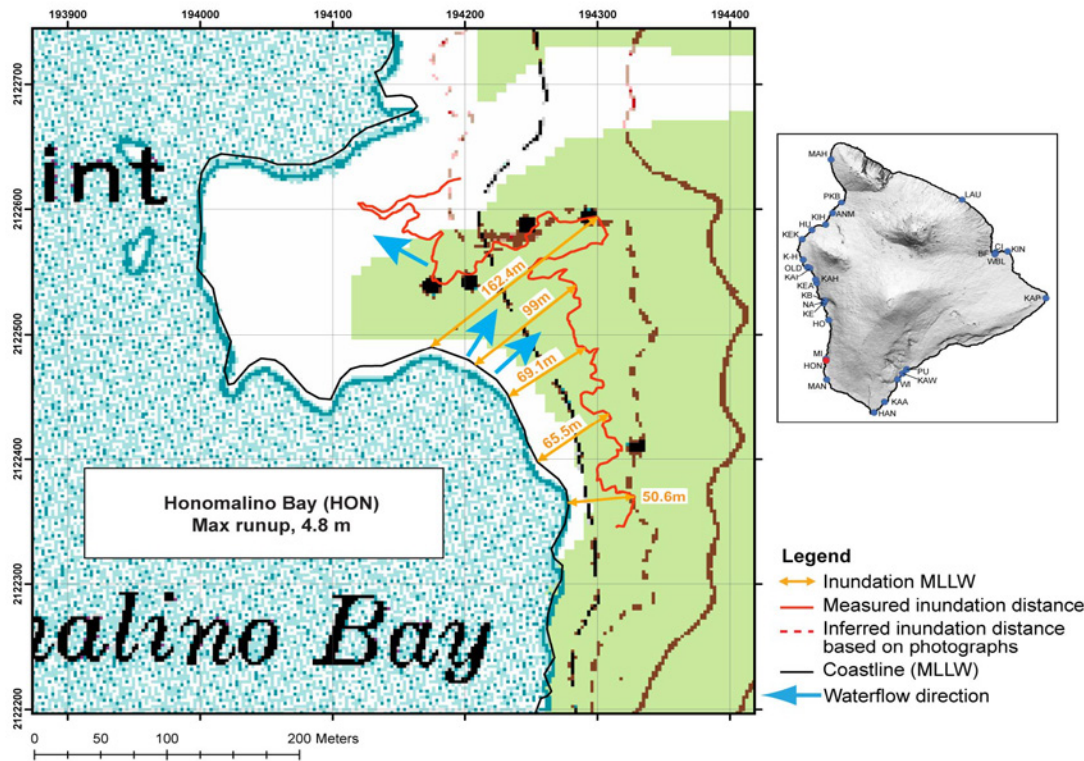 193900 194000 194100 194200 194300 194400
2122700
2122600
2122500
2122400
2122300
2122200
int
162.4m
99m
69.1m
65.5m
50.6m
Honomalino Bay (HON)
Max runup, 4.8 m
nalino Bay
0 50 100 200 Meters
MAH
PKB
KIH
ANM
HU
KEK
K-H
OLD
KAI
KAH
KEA
KB
NA
KE
HO
MI
HON
MAN
LAU
CI
KIN
BF
WBL
KAP
PU
KAW
WI
KAA
HAN
Legend
Inundation MLLW
Measured inundation distance
Inferred inundation distance
based on photographs
Coastline (MLLW)
Waterflow direction